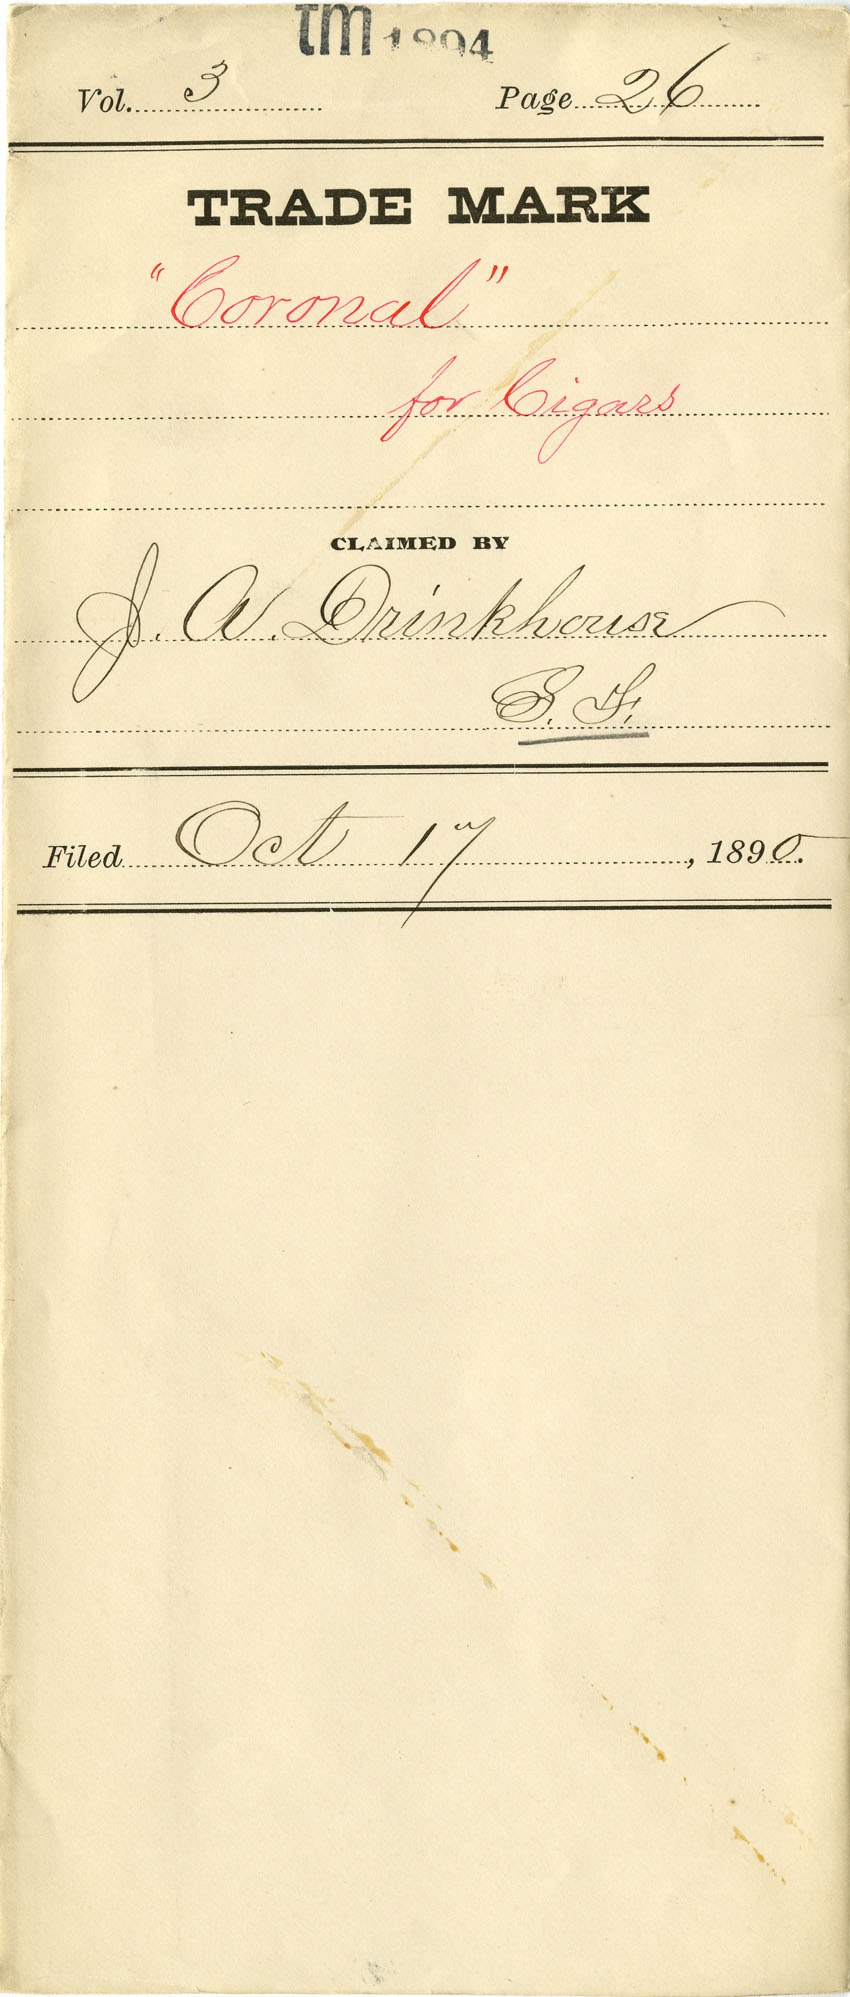 tm 1894
Vol. 3 Page 26
TRADE MARK
"Coronal"
for Cigars
CLAIMED BY
J. A. Drinkhouse
S. F.
Filed Oct 17, 1890.